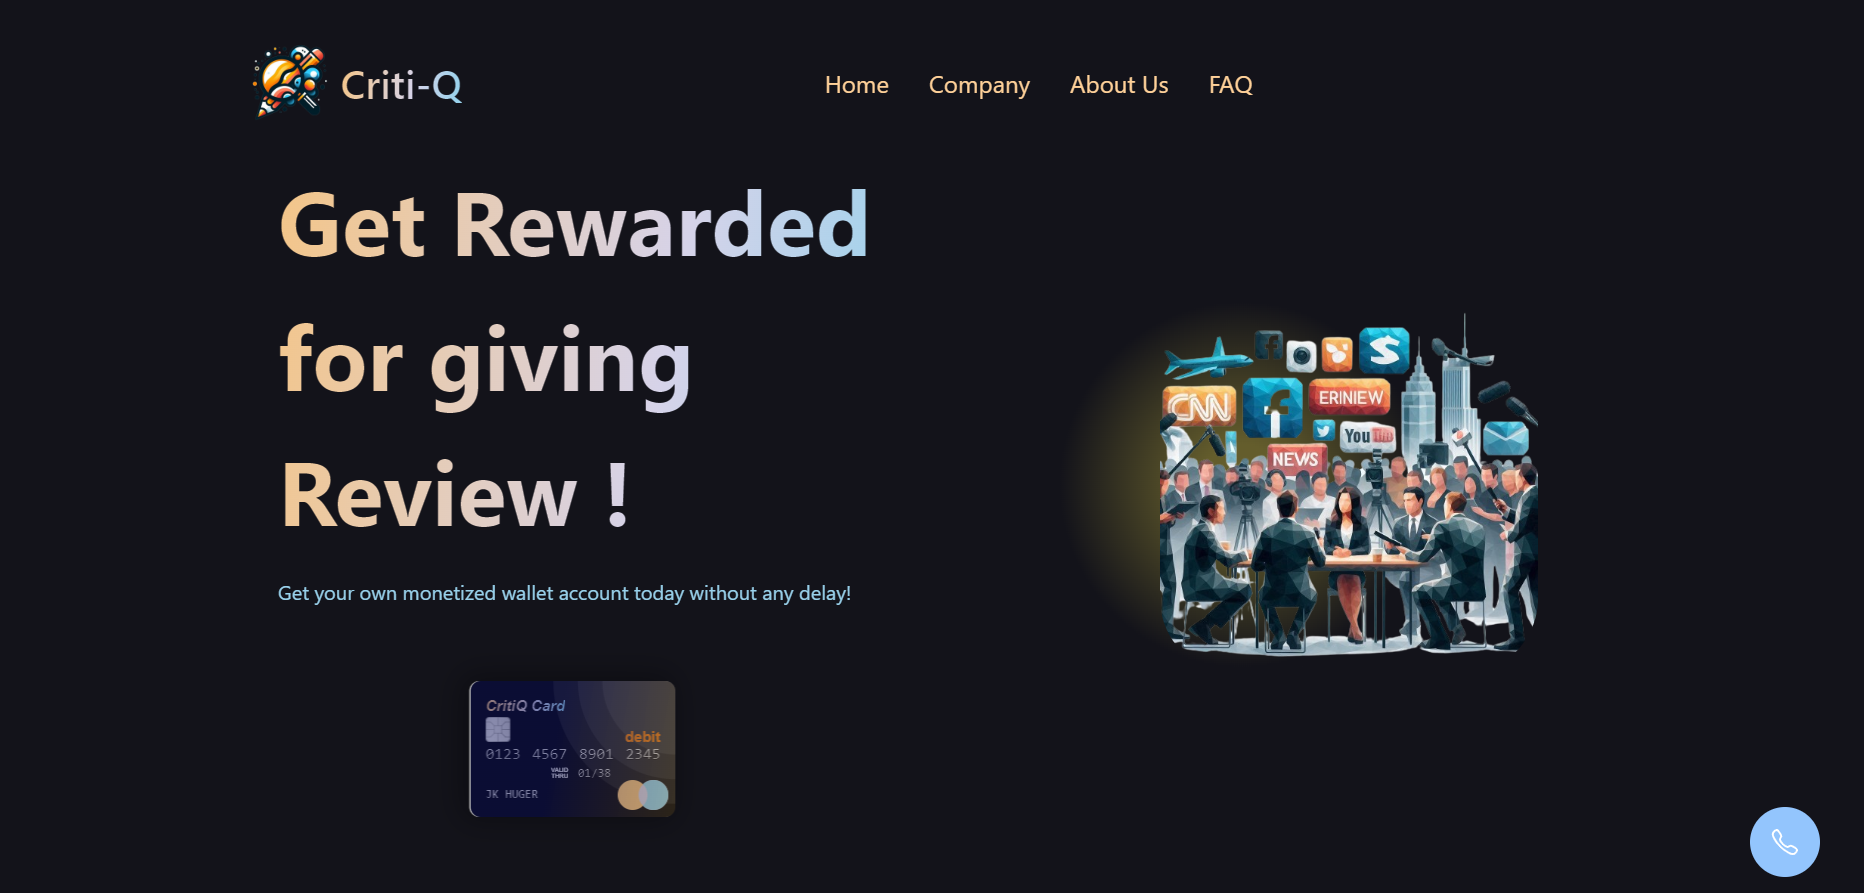 Criti-Q
Home Company About Us FAQ
Get Rewarded
for giving
Review !
Get your own monetized wallet account today without any delay!
CNN
ERINIEW
YouTube
NEWS
CritiQ Card
debit
0123 4567 8901 2345
VALID THRU 01/38
JK HUGER